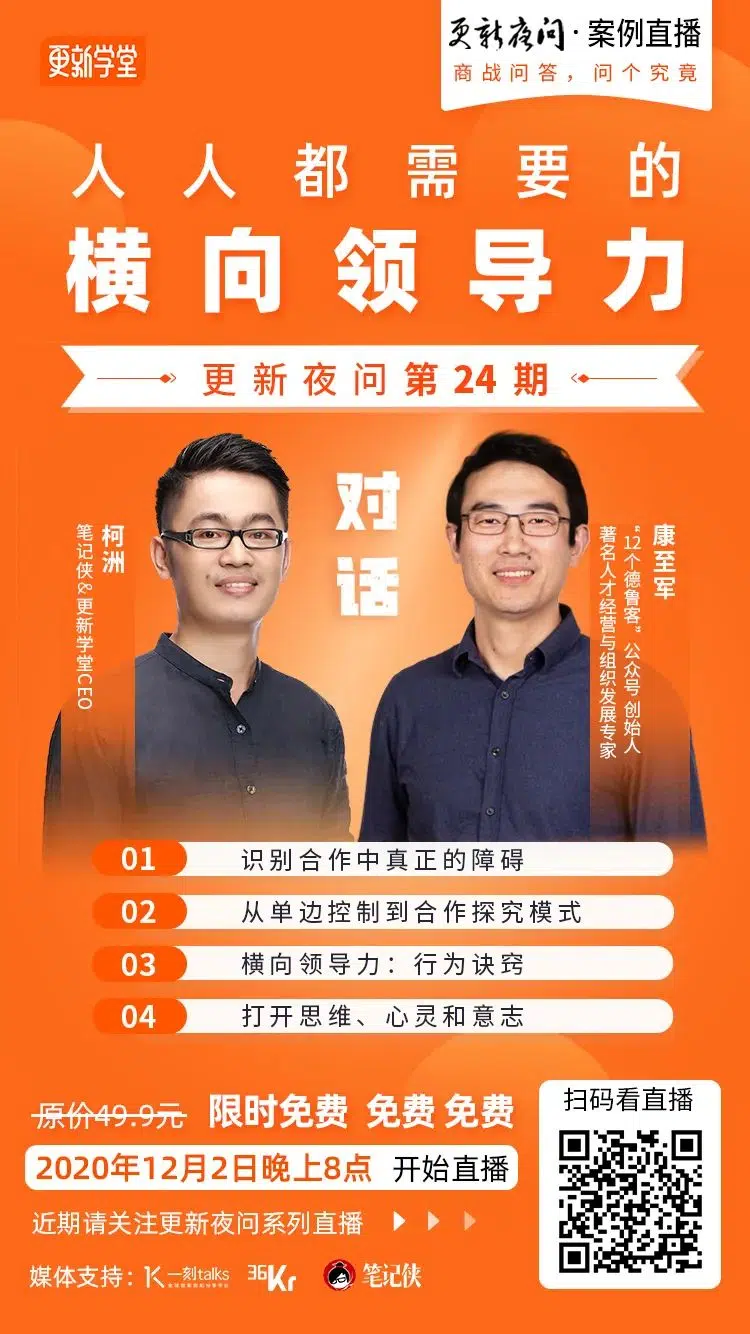 更新学堂
更新夜问·案例直播
商战问答，问个究竟
人人都需要的
横向领导力
更新夜问第24期
对话
柯洲
笔记侠&更新学堂CEO
康至军
“12个德鲁客”公众号创始人
著名人才经营与组织发展专家
01 识别合作中真正的障碍
02 从单边控制到合作探究模式
03 横向领导力：行为诀窍
04 打开思维、心灵和意志
原价49.9元 限时免费 免费 免费
2020年12月2日晚上8点 开始直播
近期请关注更新夜问系列直播
媒体支持： 一刻talks 36Kr 笔记侠
扫码看直播